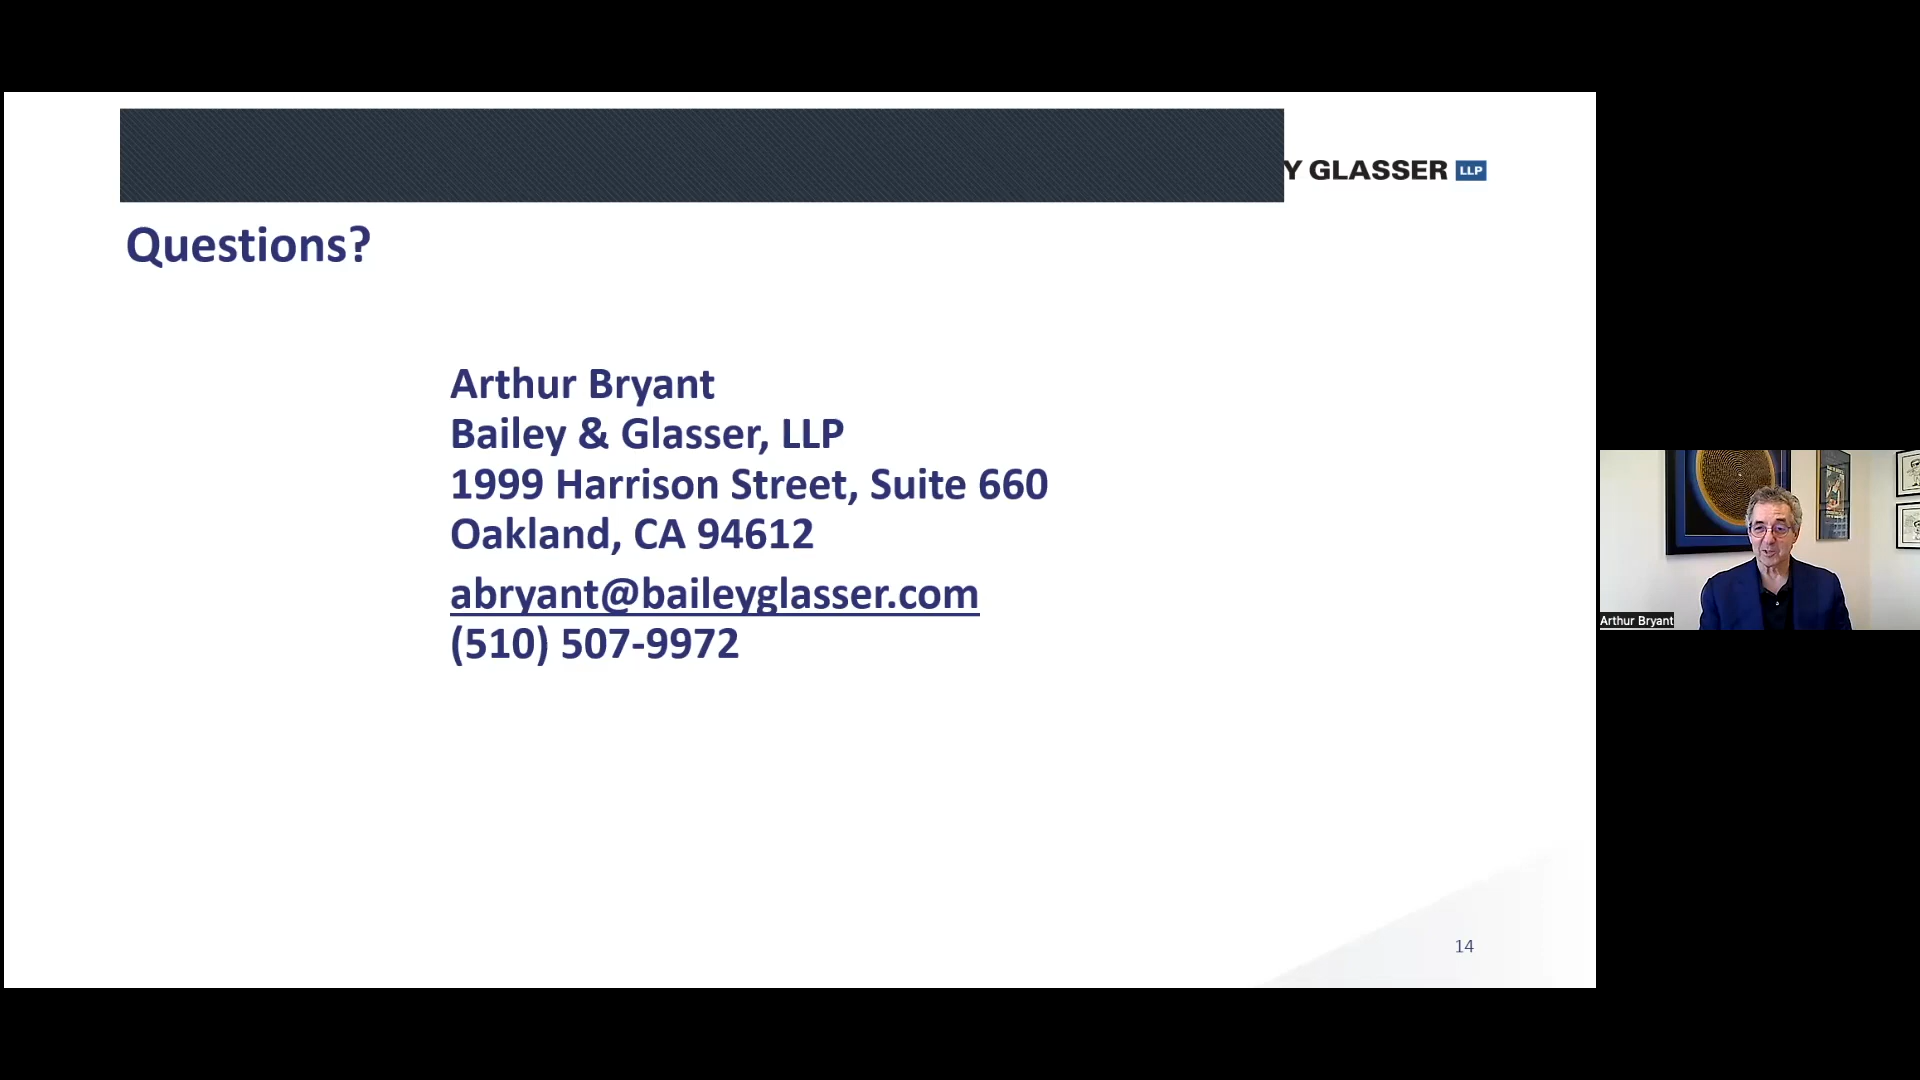 Y GLASSER LLP
Questions?
Arthur Bryant
Bailey & Glasser, LLP
1999 Harrison Street, Suite 660
Oakland, CA 94612
abryant@baileyglasser.com
(510) 507-9972
14
Arthur Bryant